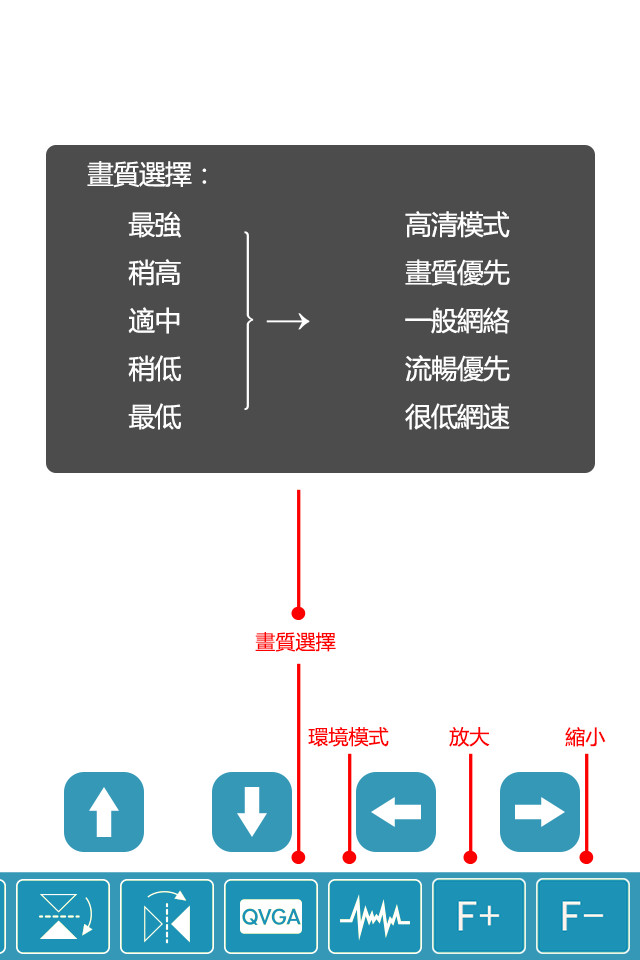 畫質選擇：
最強 高清模式
稍高 畫質優先
適中 → 一般網絡
稍低 流暢優先
最低 很低網速
畫質選擇
環境模式 放大 縮小
QVGA F+ F−